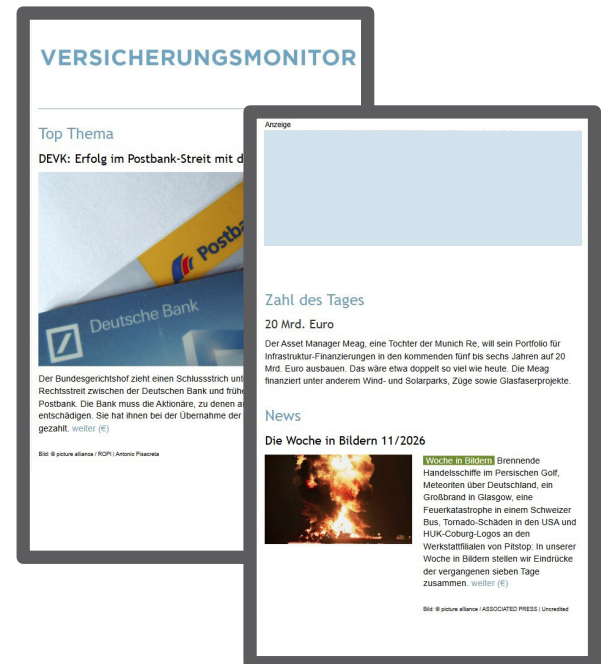 VERSICHERUNGSMONITOR
Top Thema
DEVK: Erfolg im Postbank-Streit mit d
Deutsche Bank
Der Bundesgerichtshof zieht einen Schlussstrich
Rechtsstreit zwischen der Deutschen Bank und
Postbank. Die Bank muss die Aktionäre, zu denen
entschädigen. Sie hat ihnen bei der Übernahme der
gezahlt. weiter (€)
Bild: © picture alliance / ROPI | Antonio Pisacreta
Anzeige
Zahl des Tages
20 Mrd. Euro
Der Asset Manager Meag, eine Tochter der Munich Re, will sein Portfolio für
Infrastruktur-Finanzierungen in den kommenden fünf bis sechs Jahren auf 20
Mrd. Euro ausbauen. Das wäre etwa doppelt so viel wie heute. Die Meag
finanziert unter anderem Wind- und Solarparks, Züge sowie Glasfaserprojekte.
News
Die Woche in Bildern 11/2026
Woche in Bildern Brennende
Handelsschiffe im Persischen Golf,
Meteoriten über Deutschland, ein
Großbrand in Glasgow, eine
Feuerkatastrophe in einem Schweizer
Bus, Tornado-Schäden in den USA und
HUK-Coburg-Logos an den
Werkstattfilialen von Pitstop: In unserer
Woche in Bildern stellen wir Eindrücke
der vergangenen sieben Tage
zusammen. weiter (€)
Bild: © picture alliance / ASSOCIATED PRESS | Uncredited